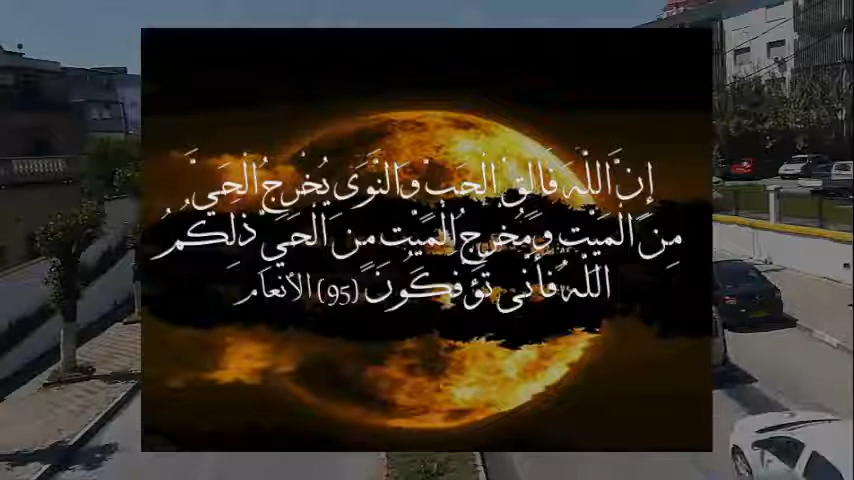 إِنَّ اللَّهَ فَالِقُ الْحَبِّ وَالنَّوَى يُخْرِجُ الْحَيَّ
مِنَ الْمَيِّتِ وَمُخْرِجُ الْمَيِّتِ مِنَ الْحَيِّ ذَلِكُمُ
اللَّهُ فَأَنَّى تُؤْفَكُونَ (95) الأنعام